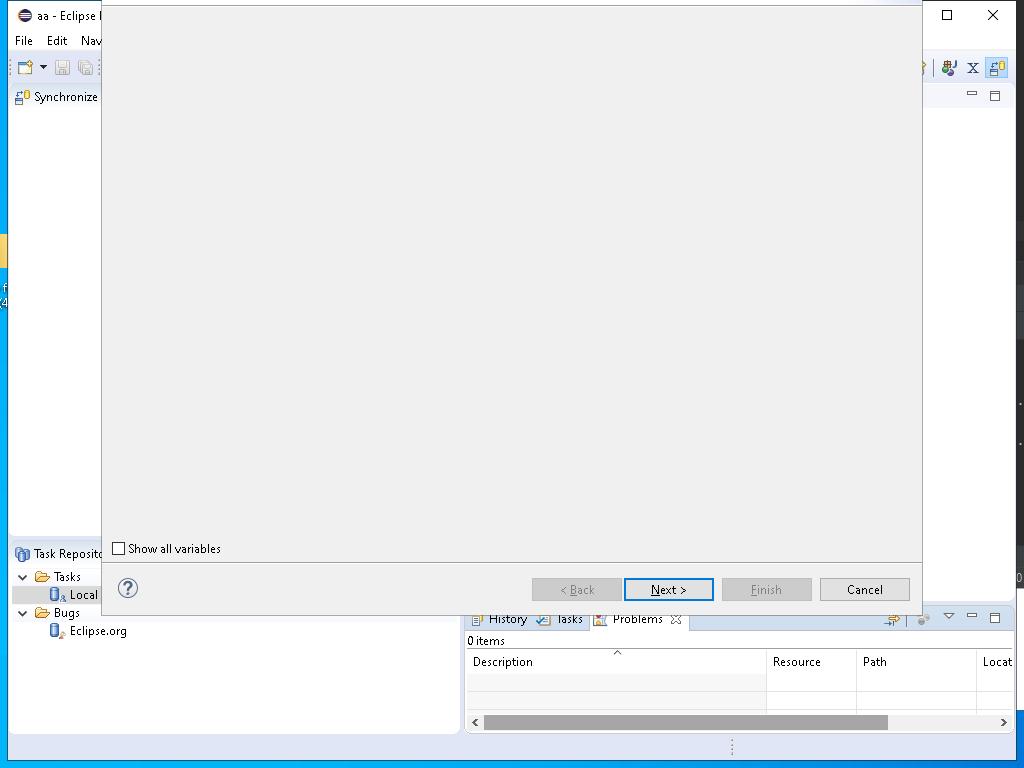 aa - Eclipse
File Edit Nav
X
Synchronize
Show all variables
Task Reposito
Tasks
Local
Bugs
Eclipse.org
?
< Back
Next >
Finish
Cancel
History
Tasks
Problems
0 items
Description
Resource
Path
Locat